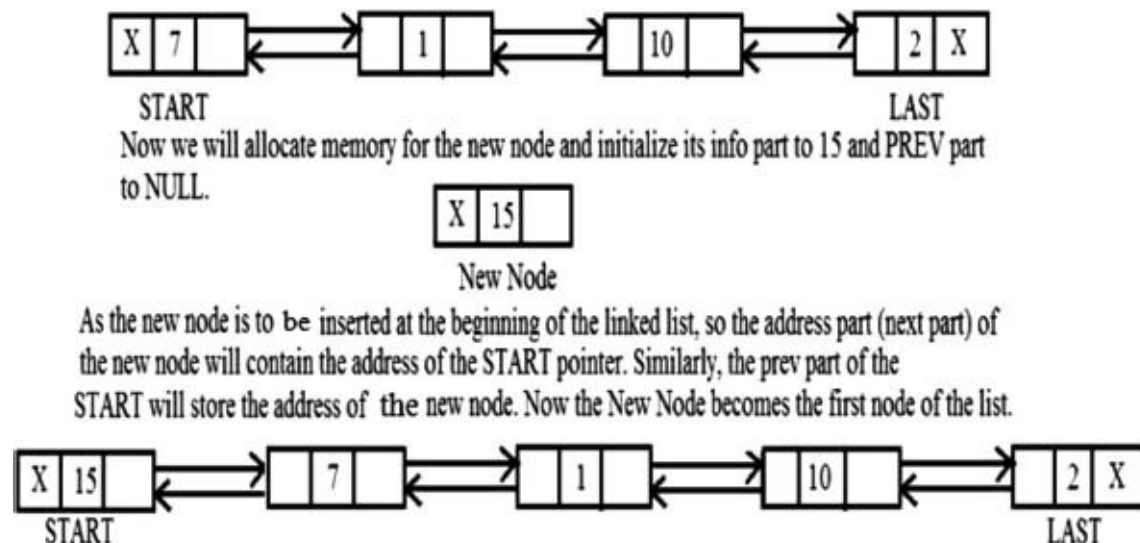 X 7 1 10 2 X
START LAST
Now we will allocate memory for the new node and initialize its info part to 15 and PREV part
to NULL.
X 15
New Node
As the new node is to be inserted at the beginning of the linked list, so the address part (next part) of
the new node will contain the address of the START pointer. Similarly, the prev part of the
START will store the address of the new node. Now the New Node becomes the first node of the list.
X 15 7 1 10 2 X
START LAST